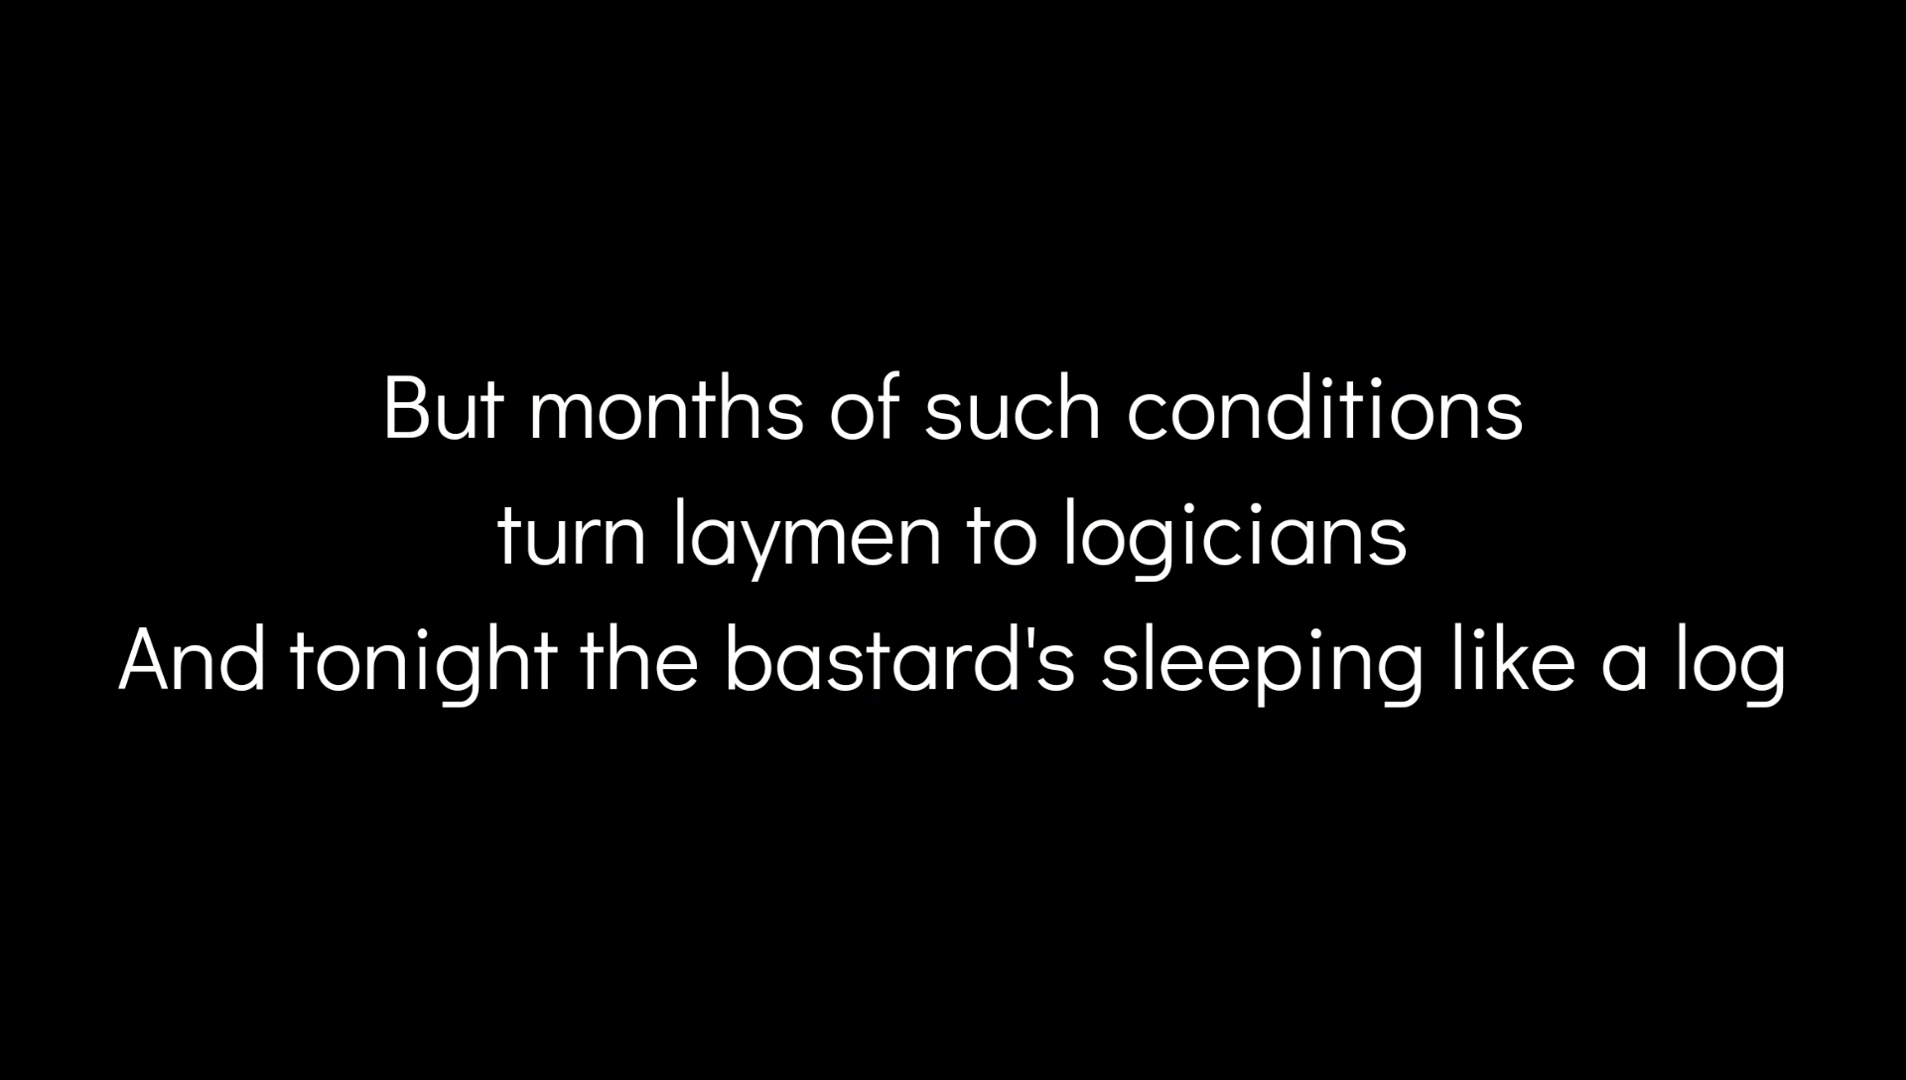 But months of such conditions
turn laymen to logicians
And tonight the bastard's sleeping like a log